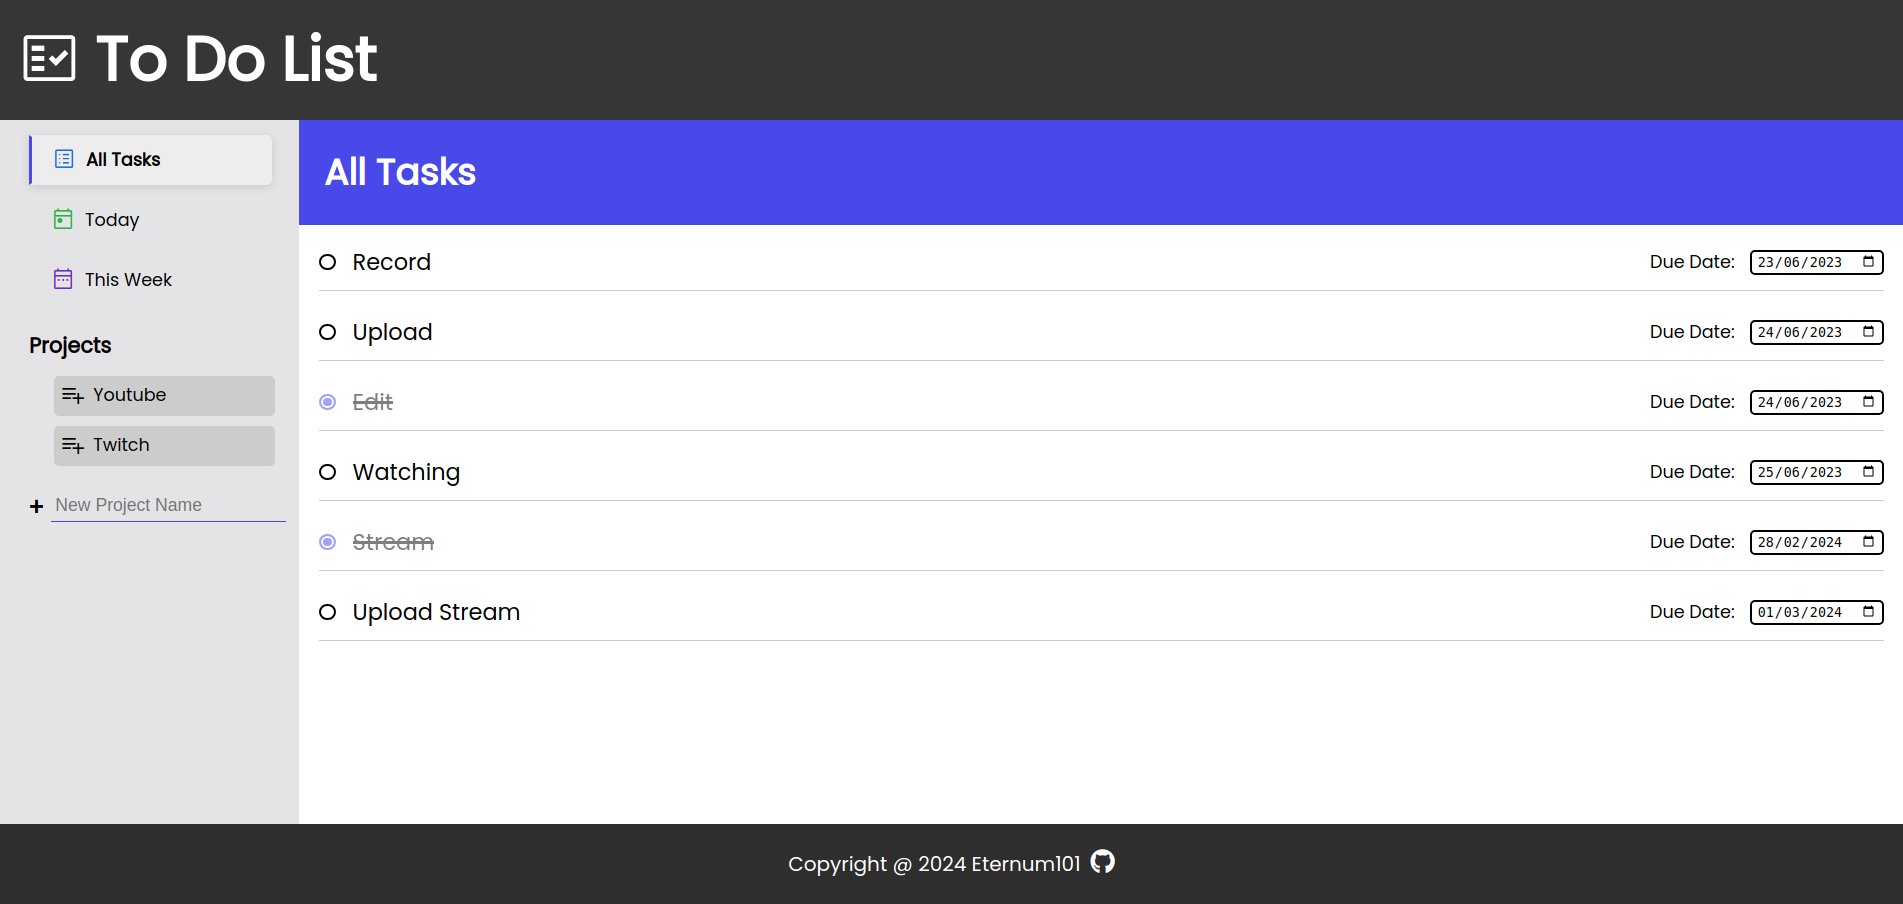 To Do List
All Tasks
Today
This Week
Projects
Youtube
Twitch
+ New Project Name
All Tasks
Record Due Date: 23/06/2023
Upload Due Date: 24/06/2023
Edit Due Date: 24/06/2023
Watching Due Date: 25/06/2023
Stream Due Date: 28/02/2024
Upload Stream Due Date: 01/03/2024
Copyright @ 2024 Eternum101